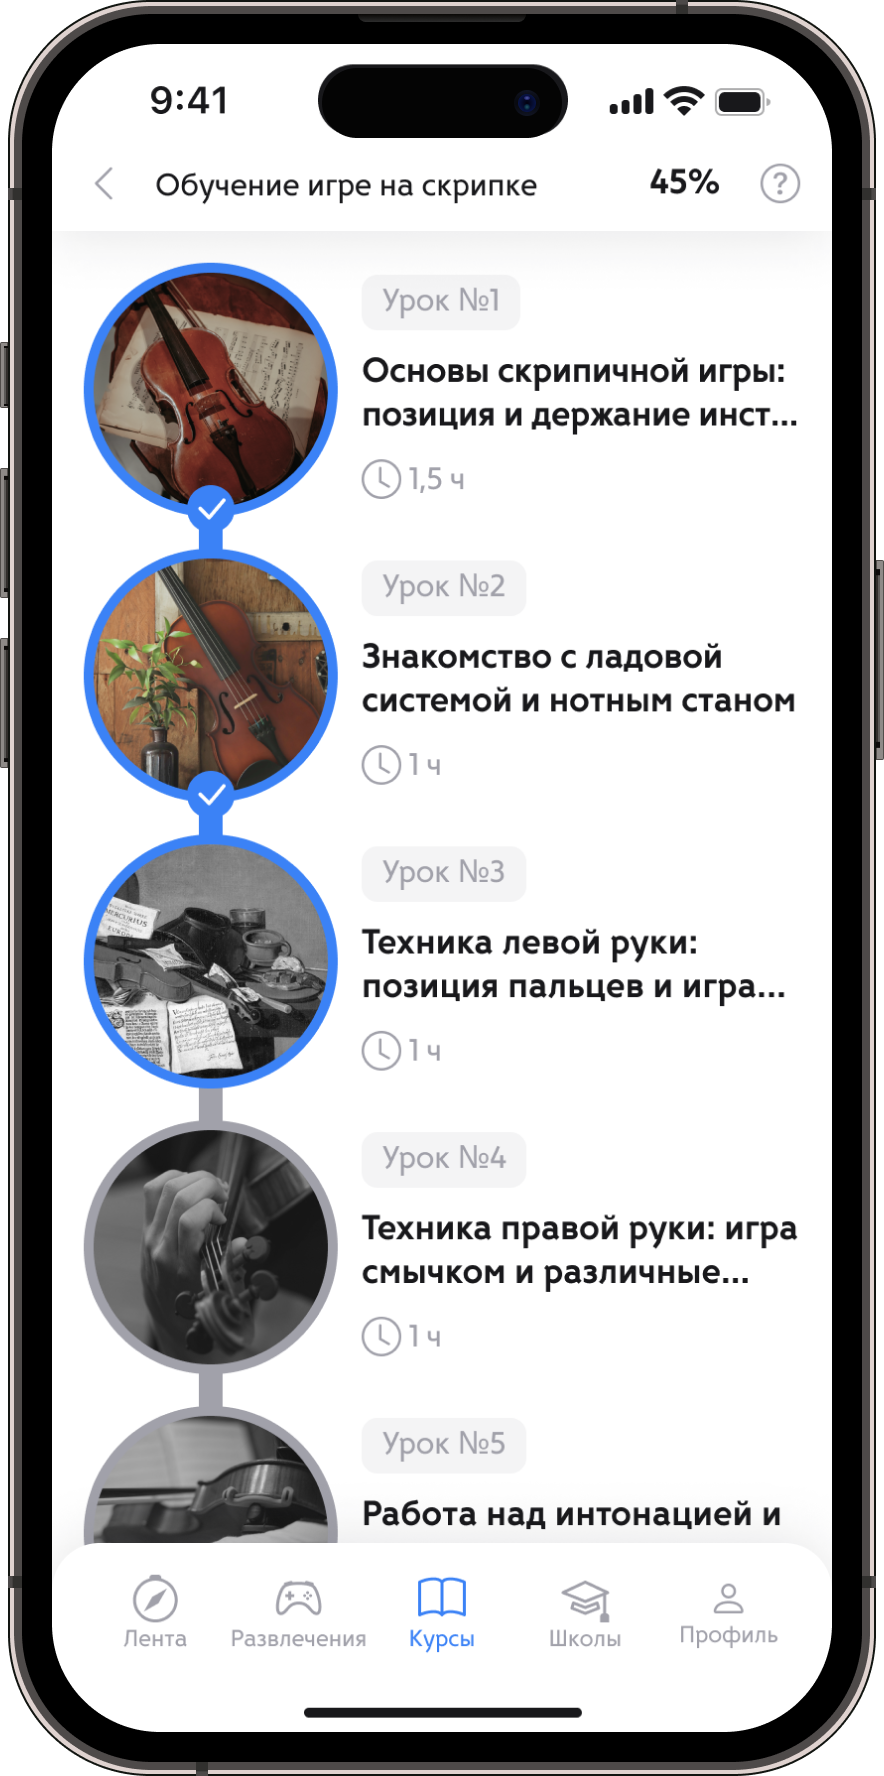 9:41
Обучение игре на скрипке
45%
?
Урок №1
Основы скрипичной игры:
позиция и держание инст...
1,5 ч
Урок №2
Знакомство с ладовой
системой и нотным станом
1 ч
MERCURIUS
Урок №3
Техника левой руки:
позиция пальцев и игра...
1 ч
Урок №4
Техника правой руки: игра
смычком и различные...
1 ч
Урок №5
Работа над интонацией и
Лента
Развлечения
Курсы
Школы
Профиль